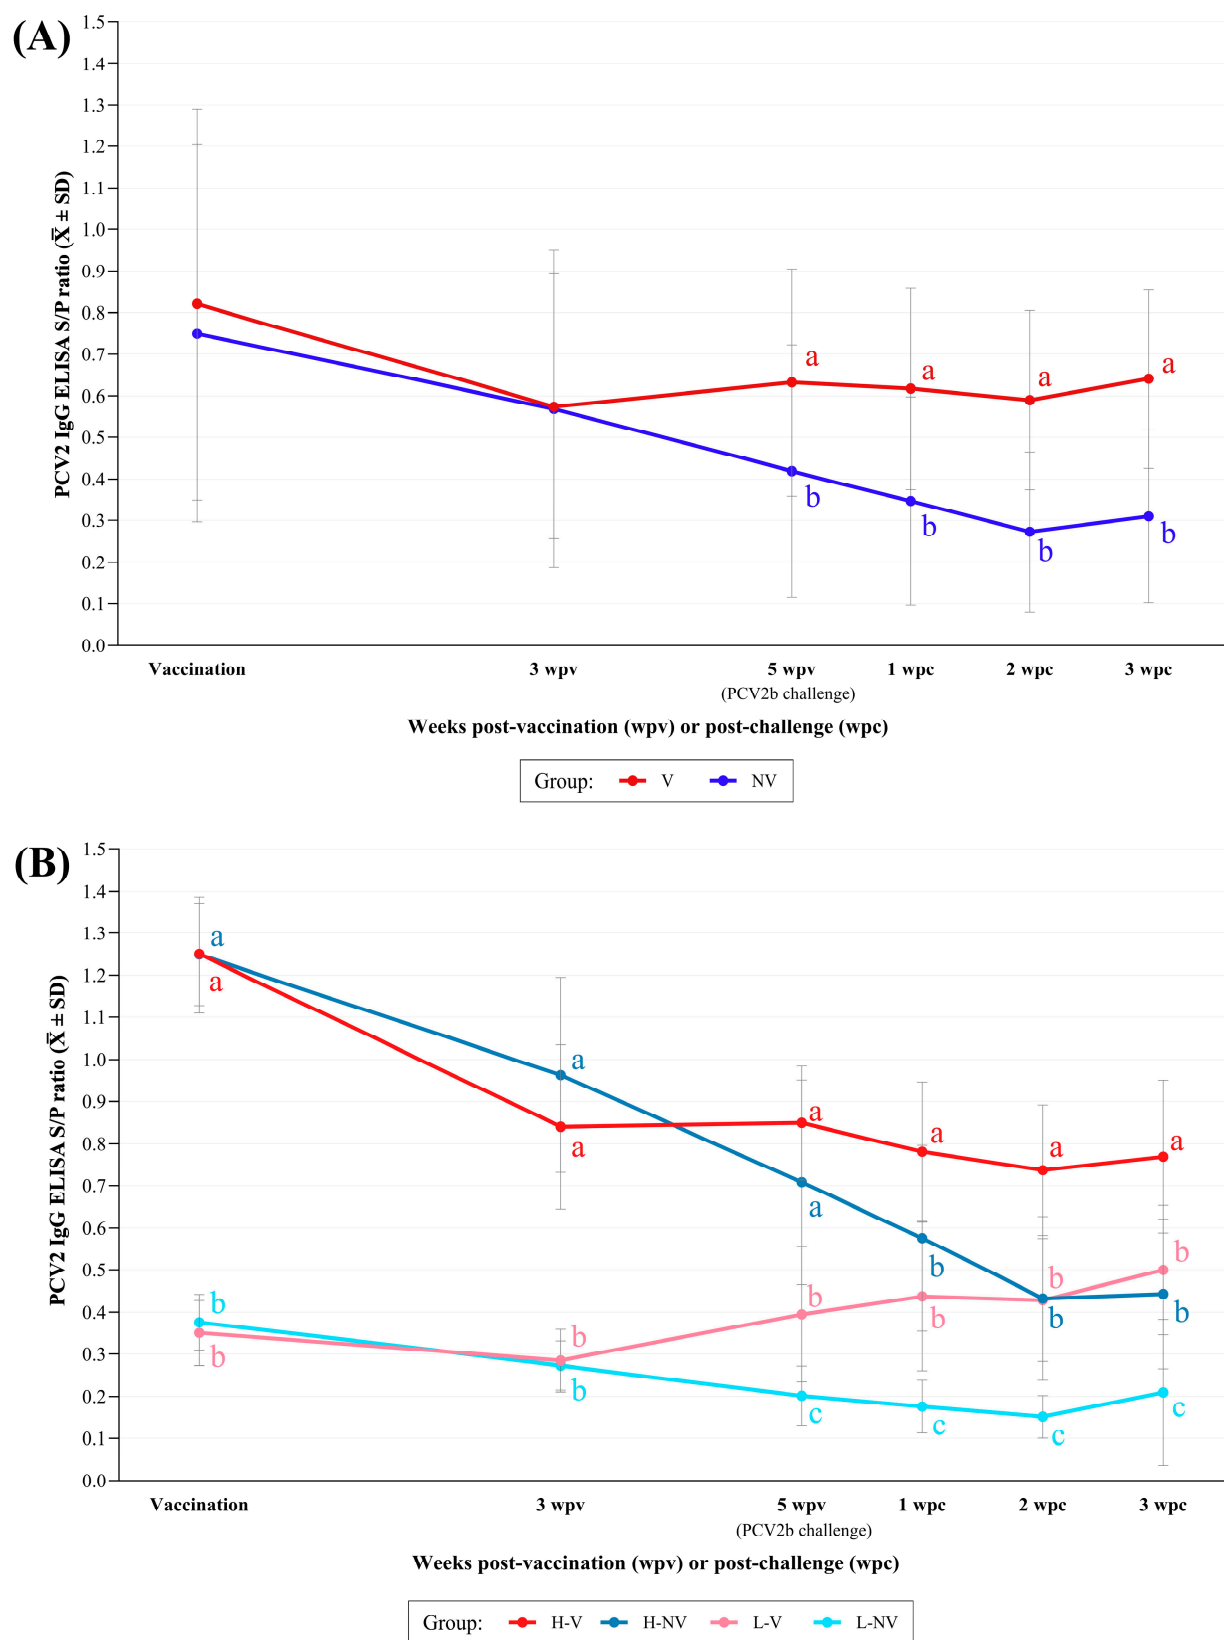 (A)
PCV2 IgG ELISA S/P ratio (X̅ ± SD)
1.5
1.4
1.3
1.2
1.1
1.0
0.9
0.8
0.7
0.6
0.5
0.4
0.3
0.2
0.1
0.0
a a a a
b b b b
Vaccination 3 wpv 5 wpv 1 wpc 2 wpc 3 wpc
(PCV2b challenge)
Weeks post-vaccination (wpv) or post-challenge (wpc)
Group: V NV
(B)
PCV2 IgG ELISA S/P ratio (X̅ ± SD)
1.5
1.4
1.3
1.2
1.1
1.0
0.9
0.8
0.7
0.6
0.5
0.4
0.3
0.2
0.1
0.0
a a a a a a
a a a b b b
b b b b b b
b b c c c c
Vaccination 3 wpv 5 wpv 1 wpc 2 wpc 3 wpc
(PCV2b challenge)
Weeks post-vaccination (wpv) or post-challenge (wpc)
Group: H-V H-NV L-V L-NV